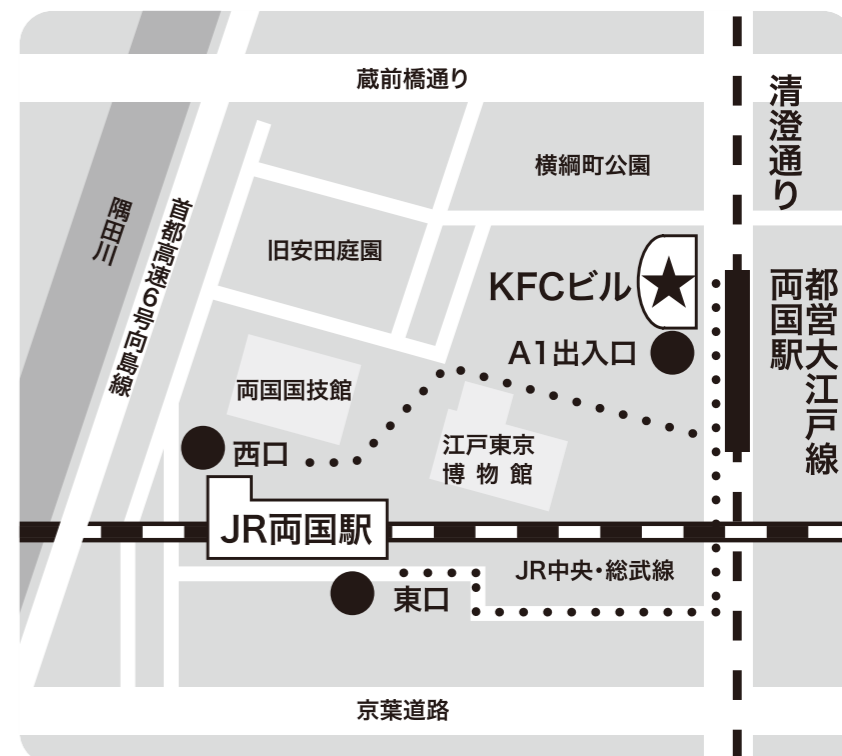 蔵前橋通り
清澄通り
横綱町公園
隅田川
首都高速6号向島線
旧安田庭園
KFCビル
都営大江戸線
両国駅
A1出入口
両国国技館
江戸東京
博物館
西口
JR両国駅
JR中央・総武線
東口
京葉道路